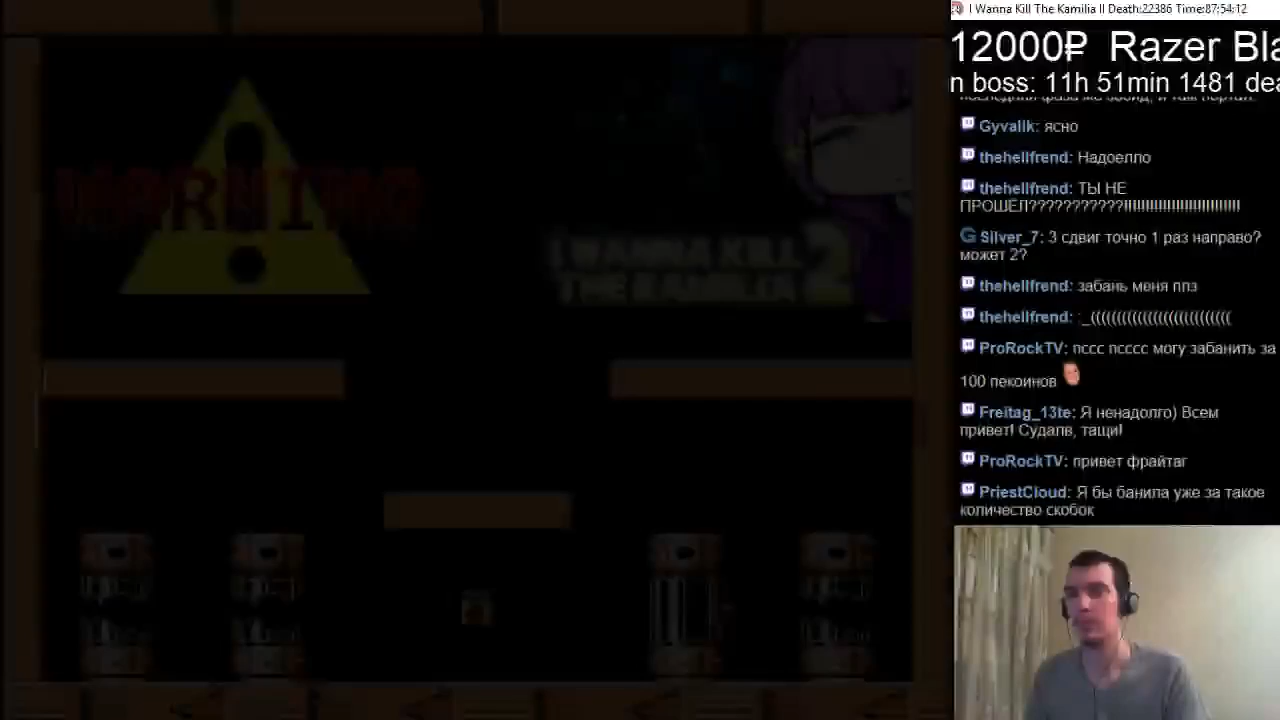 I Wanna Kill The Kamilia II Death:22386 Time:87:54:12
12000₽ Razer Bla
n boss: 11h 51min 1481 dea
Gyvalik: ясно
thehellfrend: Надоелло
thehellfrend: ТЫ НЕ
ПРОШЁЛ???????????!!!!!!!!!!!!!!!!!!!!!!!!!!!!!
Silver_7: 3 сдвиг точно 1 раз направо?
может 2?
thehellfrend: забань меня ппз
thehellfrend: :_((((((((((((((((((((((((((
ProRockTV: пссс псссс могу забанить за
100 пекоинов
Freitag_13te: Я ненадолго) Всем
привет! Судапв, тащи!
ProRockTV: привет фрайтаг
PriestCloud: Я бы банила уже за такое
количество скобок
WARNING
I WANNA KILL
THE KAMILIA 2